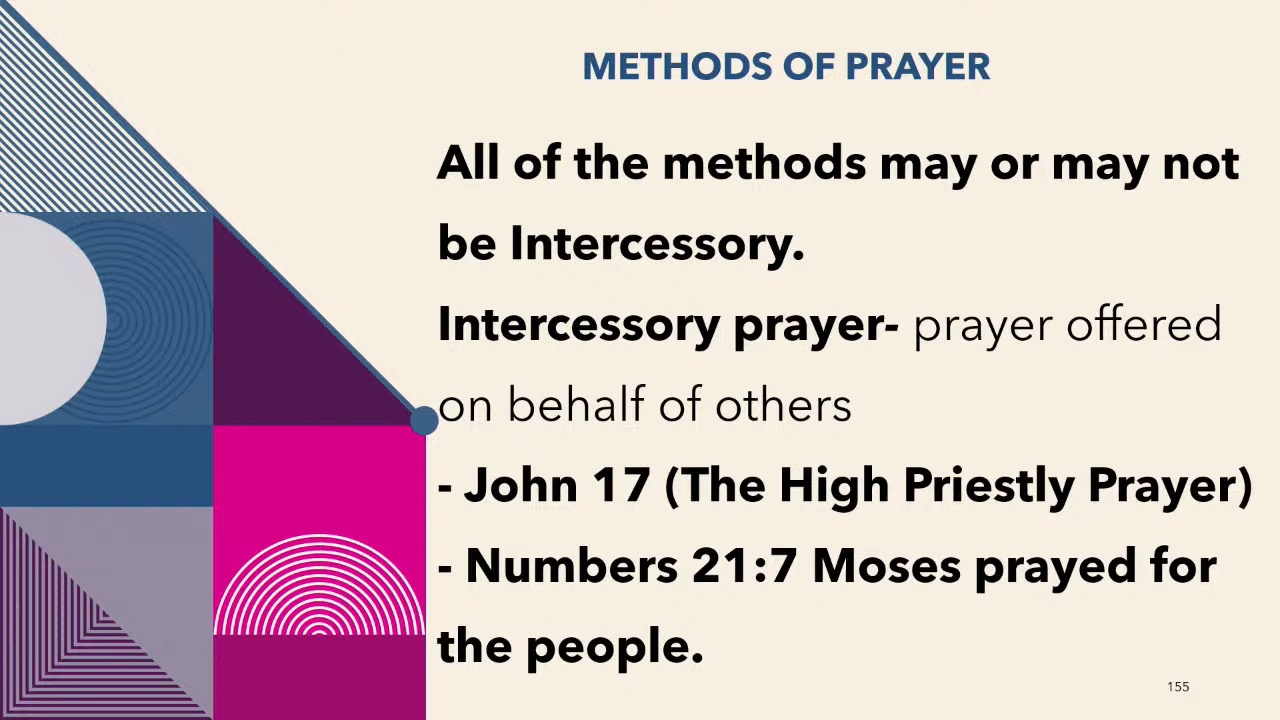 METHODS OF PRAYER
All of the methods may or may not
be Intercessory.
Intercessory prayer- prayer offered
on behalf of others
- John 17 (The High Priestly Prayer)
- Numbers 21:7 Moses prayed for
the people.
155